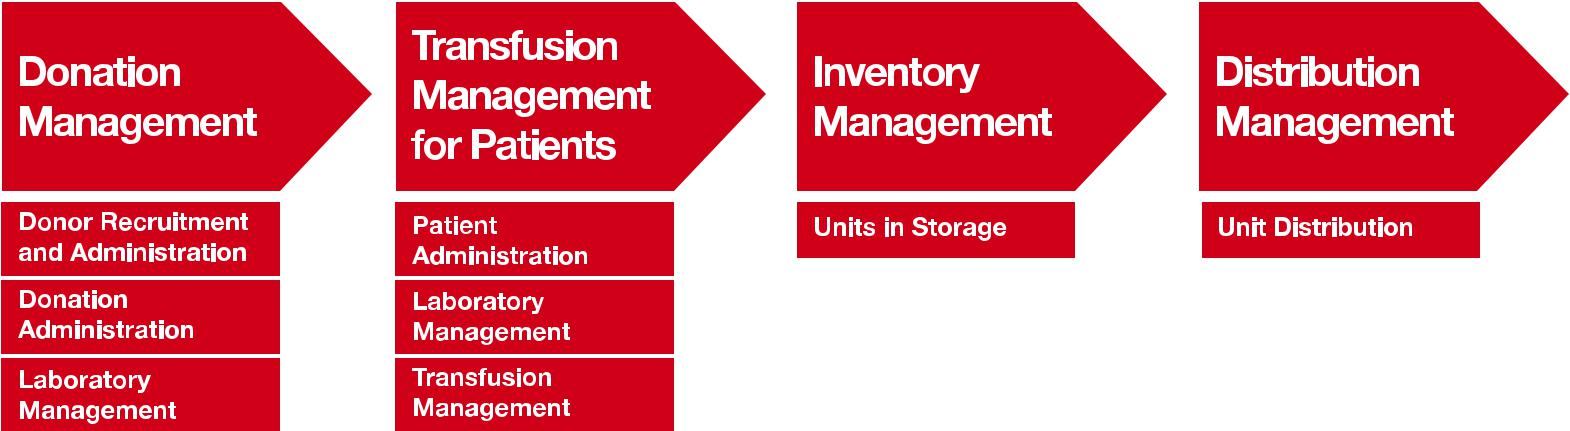 Donation
Management
Transfusion
Management
for Patients
Inventory
Management
Distribution
Management
Donor Recruitment
and Administration
Donation
Administration
Laboratory
Management
Patient
Administration
Laboratory
Management
Transfusion
Management
Units in Storage
Unit Distribution